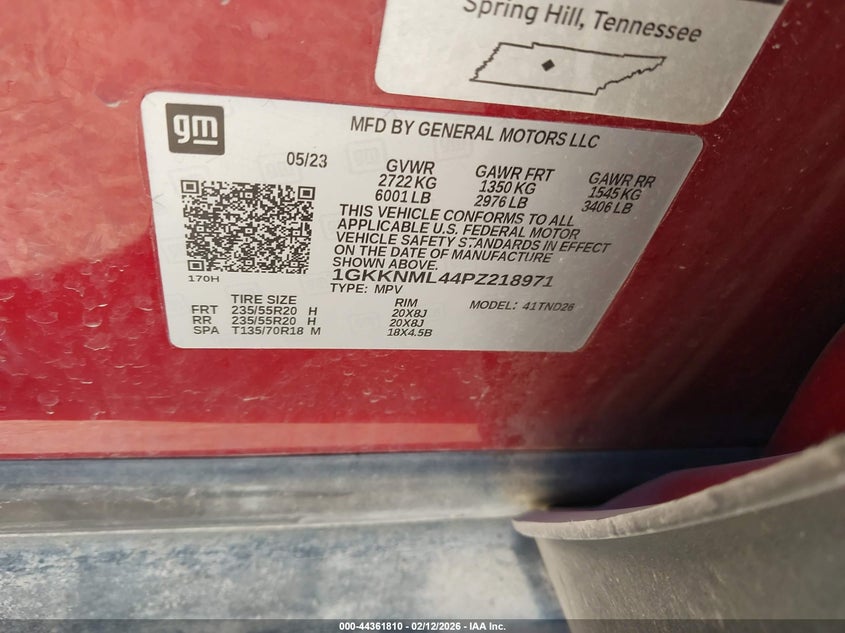 Spring Hill, Tennessee
gm
MFD BY GENERAL MOTORS LLC
05/23
GVWR
2722 KG
6001 LB
GAWR FRT
1350 KG
2976 LB
GAWR RR
1545 KG
3406 LB
THIS VEHICLE CONFORMS TO ALL
APPLICABLE U.S. FEDERAL MOTOR
VEHICLE SAFETY STANDARDS IN EFFECT
ON THE DATE OF MANUFACTURE
SHOWN ABOVE.
170H
1GKKNML44PZ218971
TYPE: MPV
MODEL: 41TND26
TIRE SIZE
RIM
FRT 235/55R20 H 20X8J
RR 235/55R20 H 20X8J
SPA T135/70R18 M 18X4.5B
000-44361810 - 02/12/2026 - IAA Inc.